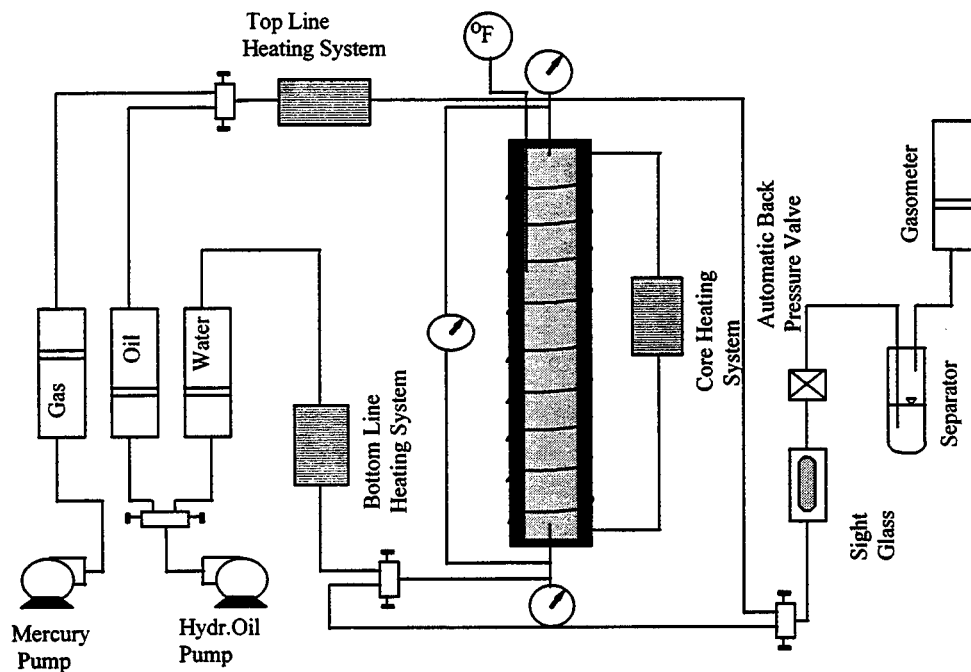 Top Line
Heating System
°F
Gas
Oil
Water
Bottom Line
Heating System
Core Heating
System
Automatic Back
Pressure Valve
Gasometer
Separator
Sight
Glass
Mercury
Pump
Hydr.Oil
Pump